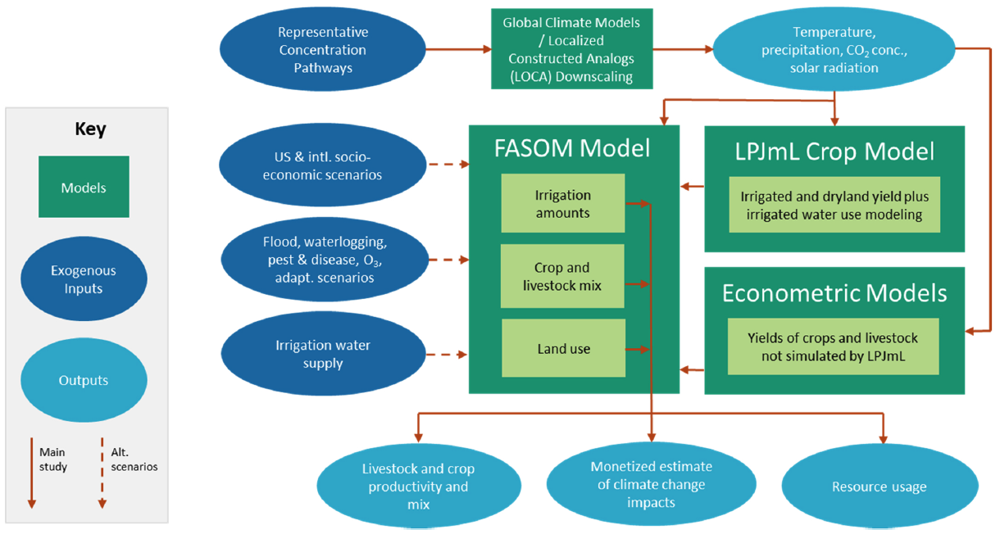 Representative
Concentration
Pathways
Global Climate Models
/ Localized
Constructed Analogs
(LOCA) Downscaling
Temperature,
precipitation, CO₂ conc.,
solar radiation
Key
Models
Exogenous
Inputs
Outputs
Main
study
Alt.
scenarios
US & intl. socio-
economic scenarios
Flood, waterlogging,
pest & disease, O₃,
adapt. scenarios
Irrigation water
supply
FASOM Model
Irrigation
amounts
Crop and
livestock mix
Land use
LPJmL Crop Model
Irrigated and dryland yield plus
irrigated water use modeling
Econometric Models
Yields of crops and livestock
not simulated by LPJmL
Livestock and crop
productivity and
mix
Monetized estimate
of climate change
impacts
Resource usage